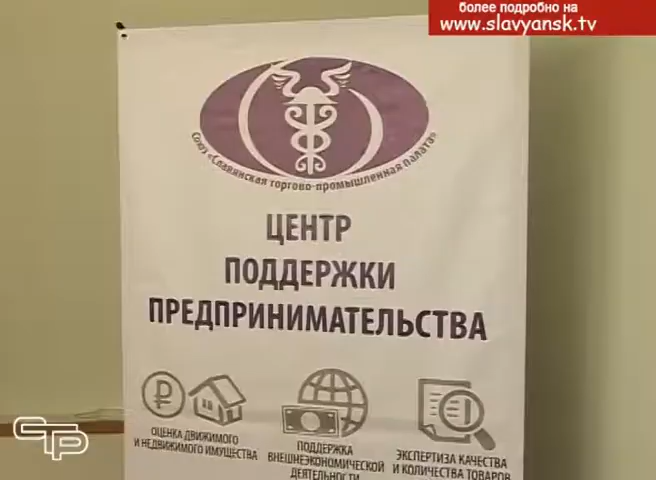 более подробно на
www.slavyansk.tv
Союз «Славянская торгово-промышленная палата»
ЦЕНТР
ПОДДЕРЖКИ
ПРЕДПРИНИМАТЕЛЬСТВА
ОЦЕНКА ДВИЖИМОГО
И НЕДВИЖИМОГО ИМУЩЕСТВА
ПОДДЕРЖКА
ВНЕШНЕЭКОНОМИЧЕСКОЙ
ДЕЯТЕЛЬНОСТИ
ЭКСПЕРТИЗА КАЧЕСТВА
И КОЛИЧЕСТВА ТОВАРОВ
СТР